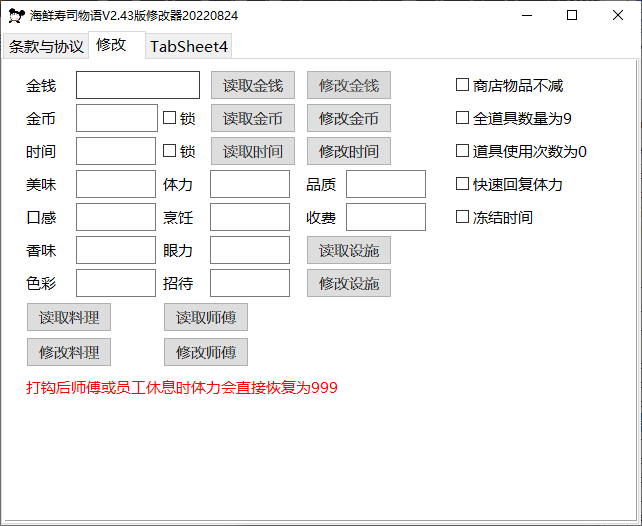 海鲜寿司物语V2.43版修改器20220824
条款与协议 修改 TabSheet4
金钱 读取金钱 修改金钱 商店物品不减
金币 锁 读取金币 修改金币 全道具数量为9
时间 锁 读取时间 修改时间 道具使用次数为0
美味 体力 品质 快速回复体力
口感 烹饪 收费 冻结时间
香味 眼力 读取设施
色彩 招待 修改设施
读取料理 读取师傅
修改料理 修改师傅
打钩后师傅或员工休息时体力会直接恢复为999